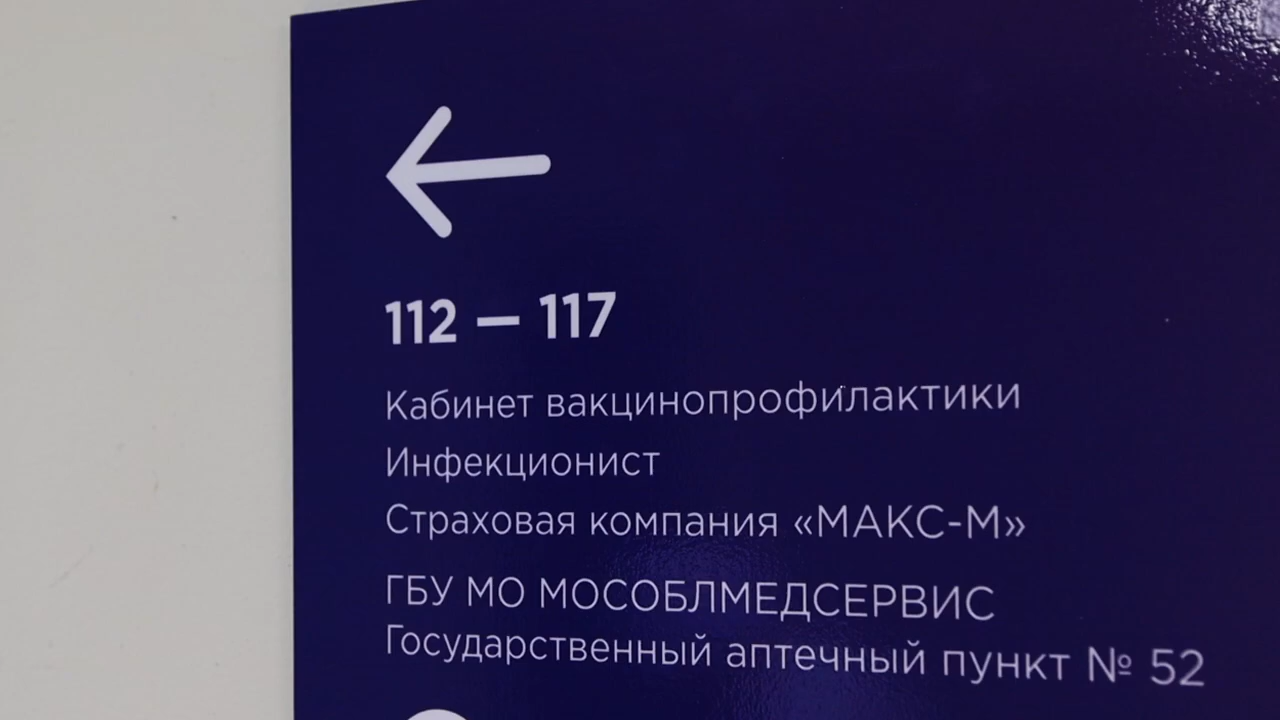 112 — 117
Кабинет вакцинопрофилактики
Инфекционист
Страховая компания «МАКС-М»
ГБУ МО МОСОБЛМЕДСЕРВИС
Государственный аптечный пункт № 52